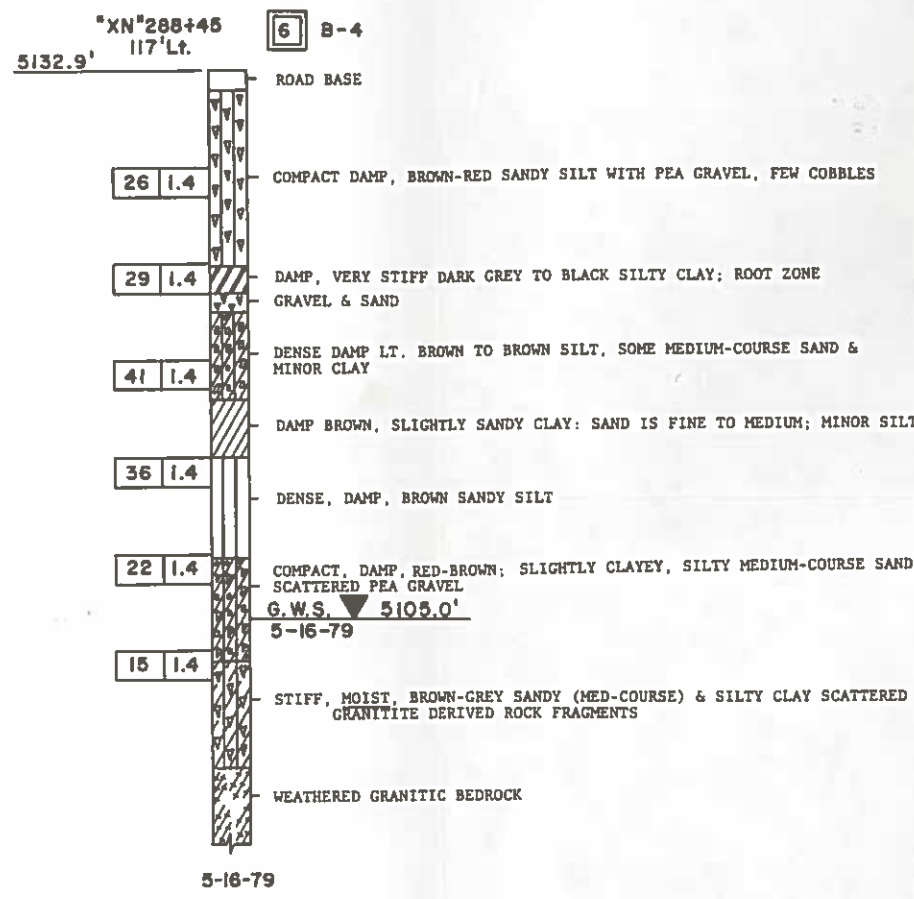 "XN"288+45
117'Lt.
6 B-4
5132.9'
ROAD BASE
26 1.4
COMPACT DAMP, BROWN-RED SANDY SILT WITH PEA GRAVEL, FEW COBBLES
29 1.4
DAMP, VERY STIFF DARK GREY TO BLACK SILTY CLAY; ROOT ZONE
GRAVEL & SAND
DENSE DAMP LT. BROWN TO BROWN SILT, SOME MEDIUM-COURSE SAND &
MINOR CLAY
41 1.4
DAMP BROWN, SLIGHTLY SANDY CLAY: SAND IS FINE TO MEDIUM; MINOR SILT
36 1.4
DENSE, DAMP, BROWN SANDY SILT
22 1.4
COMPACT, DAMP, RED-BROWN; SLIGHTLY CLAYEY, SILTY MEDIUM-COURSE SAND
SCATTERED PEA GRAVEL
G.W.S. 5105.0'
5-16-79
15 1.4
STIFF, MOIST, BROWN-GREY SANDY (MED-COURSE) & SILTY CLAY SCATTERED
GRANITITE DERIVED ROCK FRAGMENTS
WEATHERED GRANITIC BEDROCK
5-16-79